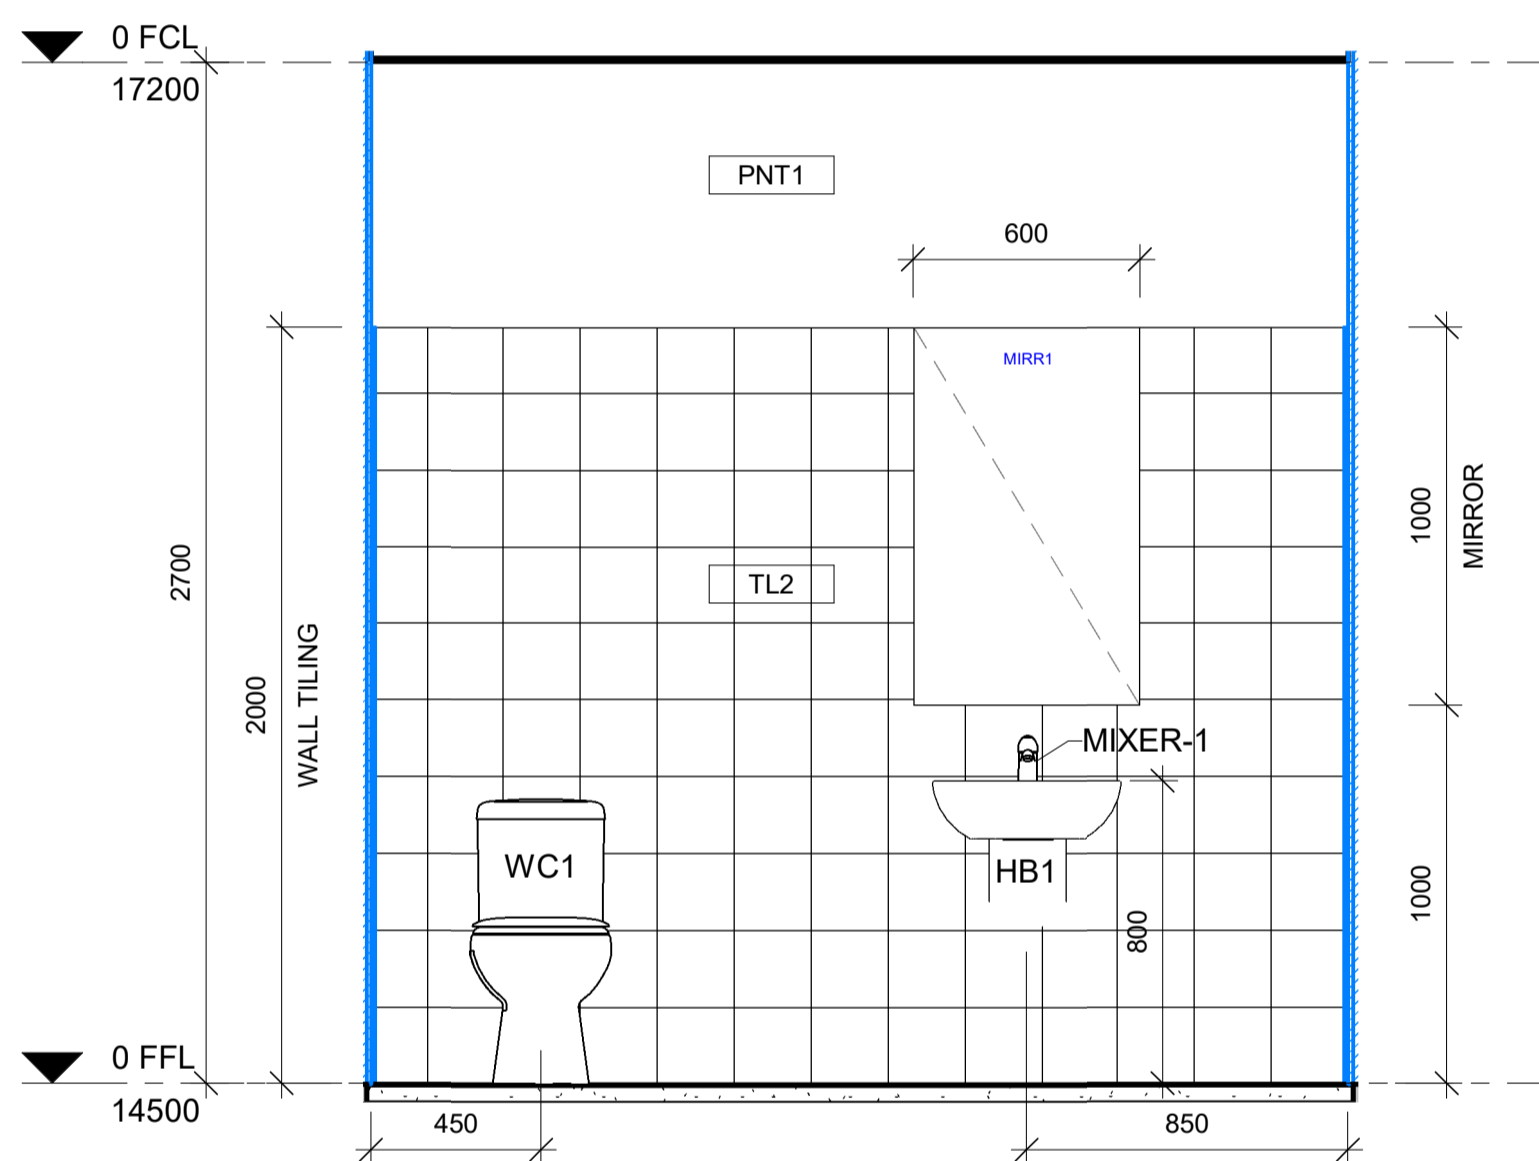 0 FCL
17200
PNT1
600
MIRR1
1000
MIRROR
2700
TL2
2000
WALL TILING
MIXER-1
WC1
HB1
800
1000
0 FFL
14500
450
850